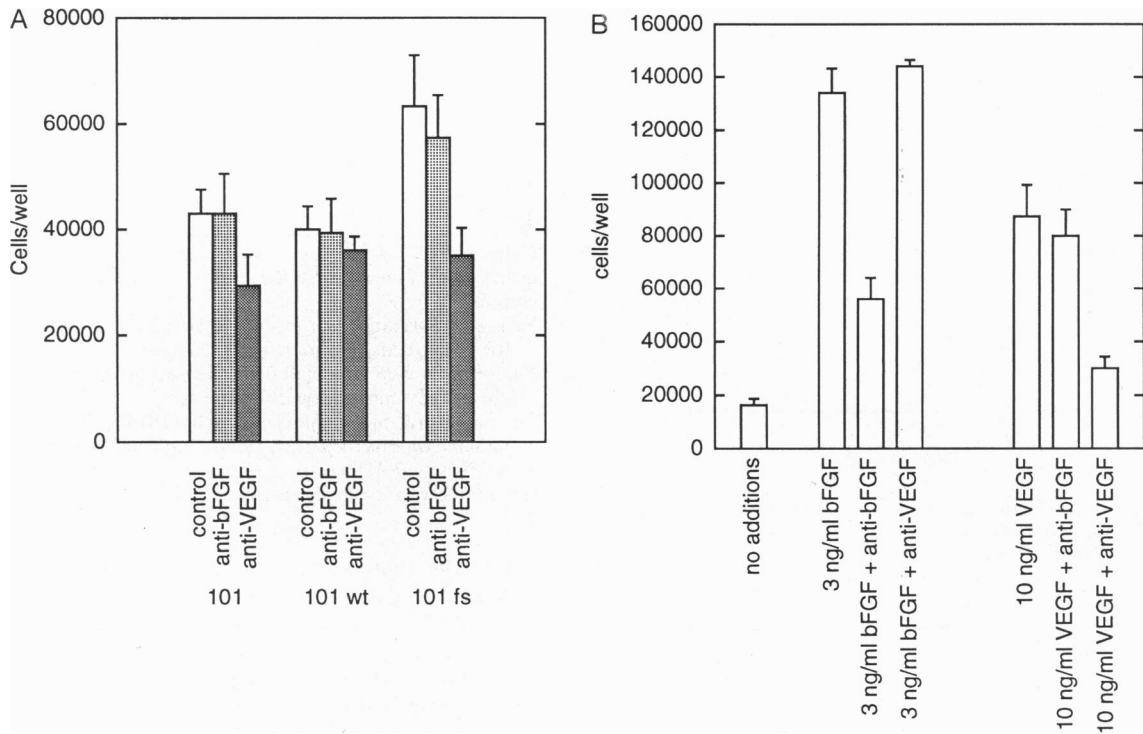 A
80000
60000
40000
20000
0
Cells/well
control
anti-bFGF
anti-VEGF
control
anti-bFGF
anti-VEGF
control
anti bFGF
anti-VEGF
101
101 wt
101 fs
B
160000
140000
120000
100000
80000
60000
40000
20000
0
cells/well
no additions
3 ng/ml bFGF
3 ng/ml bFGF + anti-bFGF
3 ng/ml bFGF + anti-VEGF
10 ng/ml VEGF
10 ng/ml VEGF + anti-bFGF
10 ng/ml VEGF + anti-VEGF